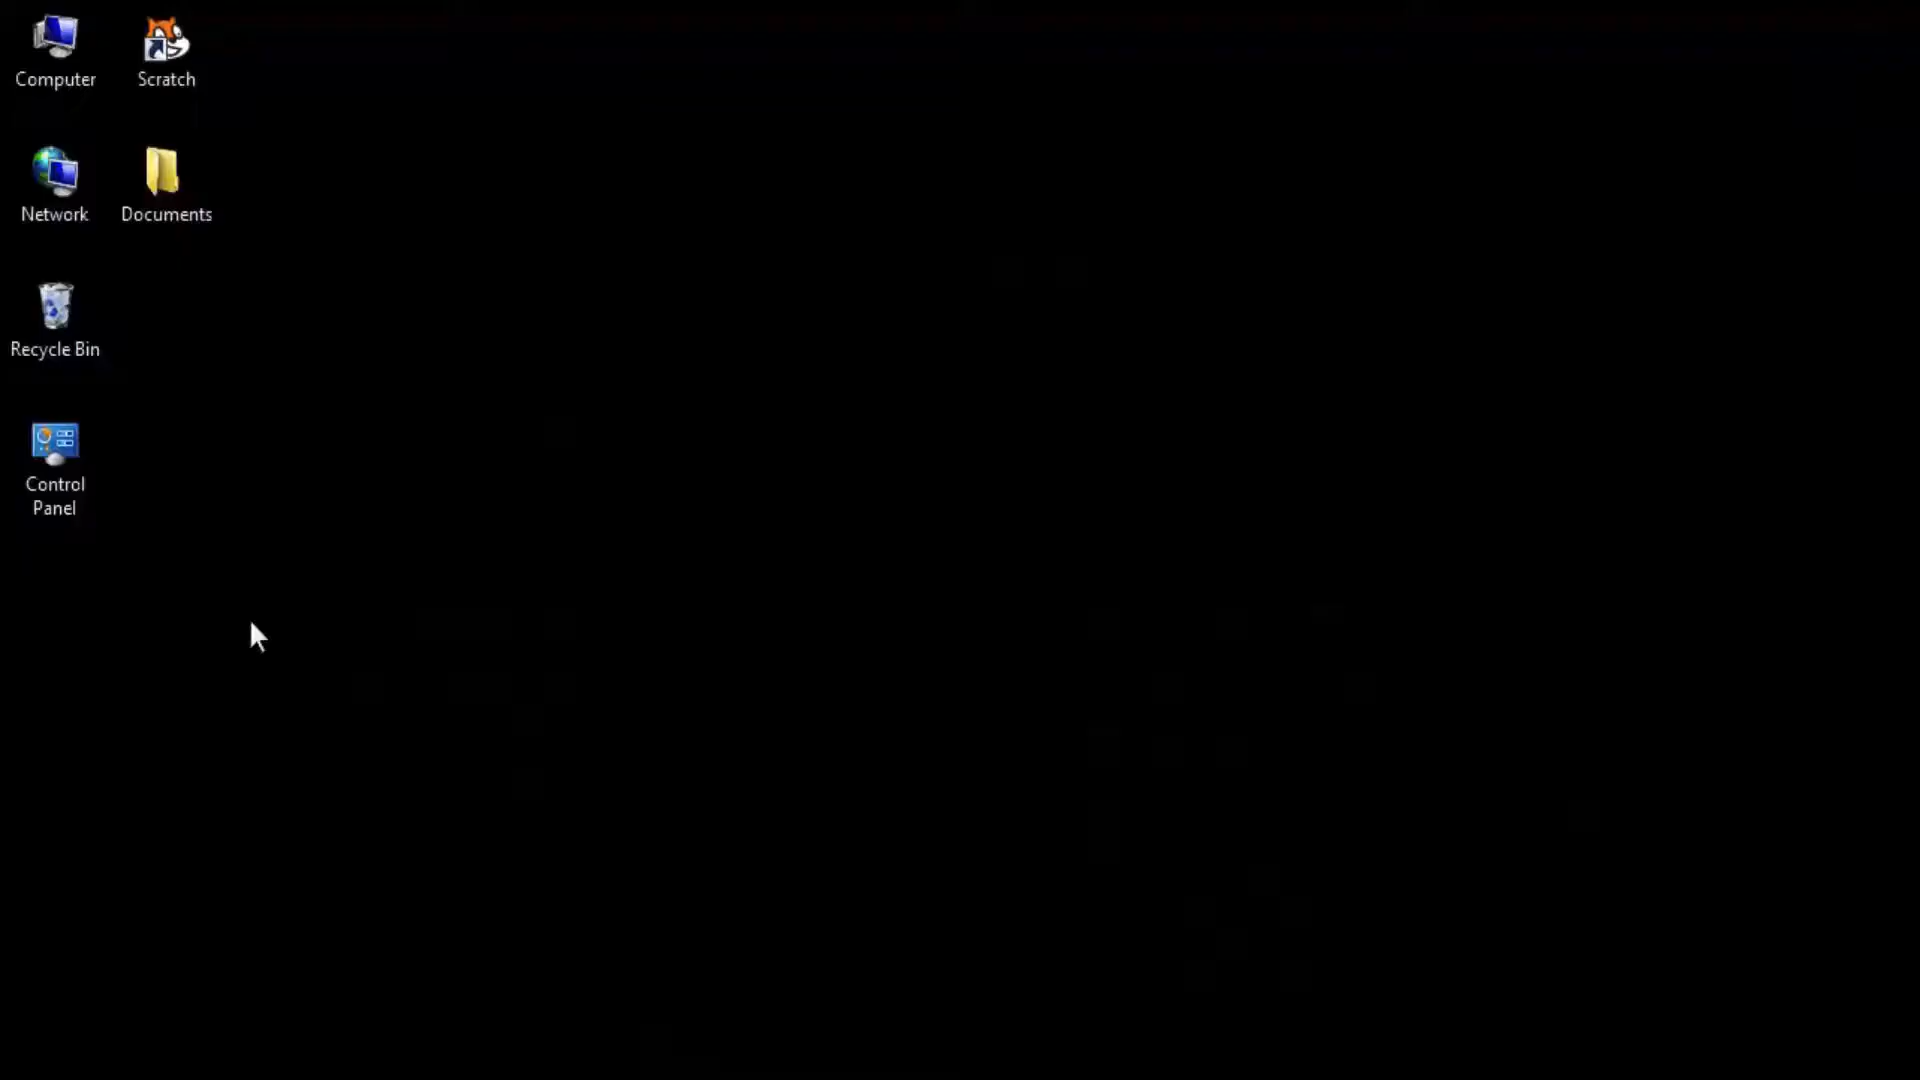 Computer
Scratch
Network
Documents
Recycle Bin
Control
Panel